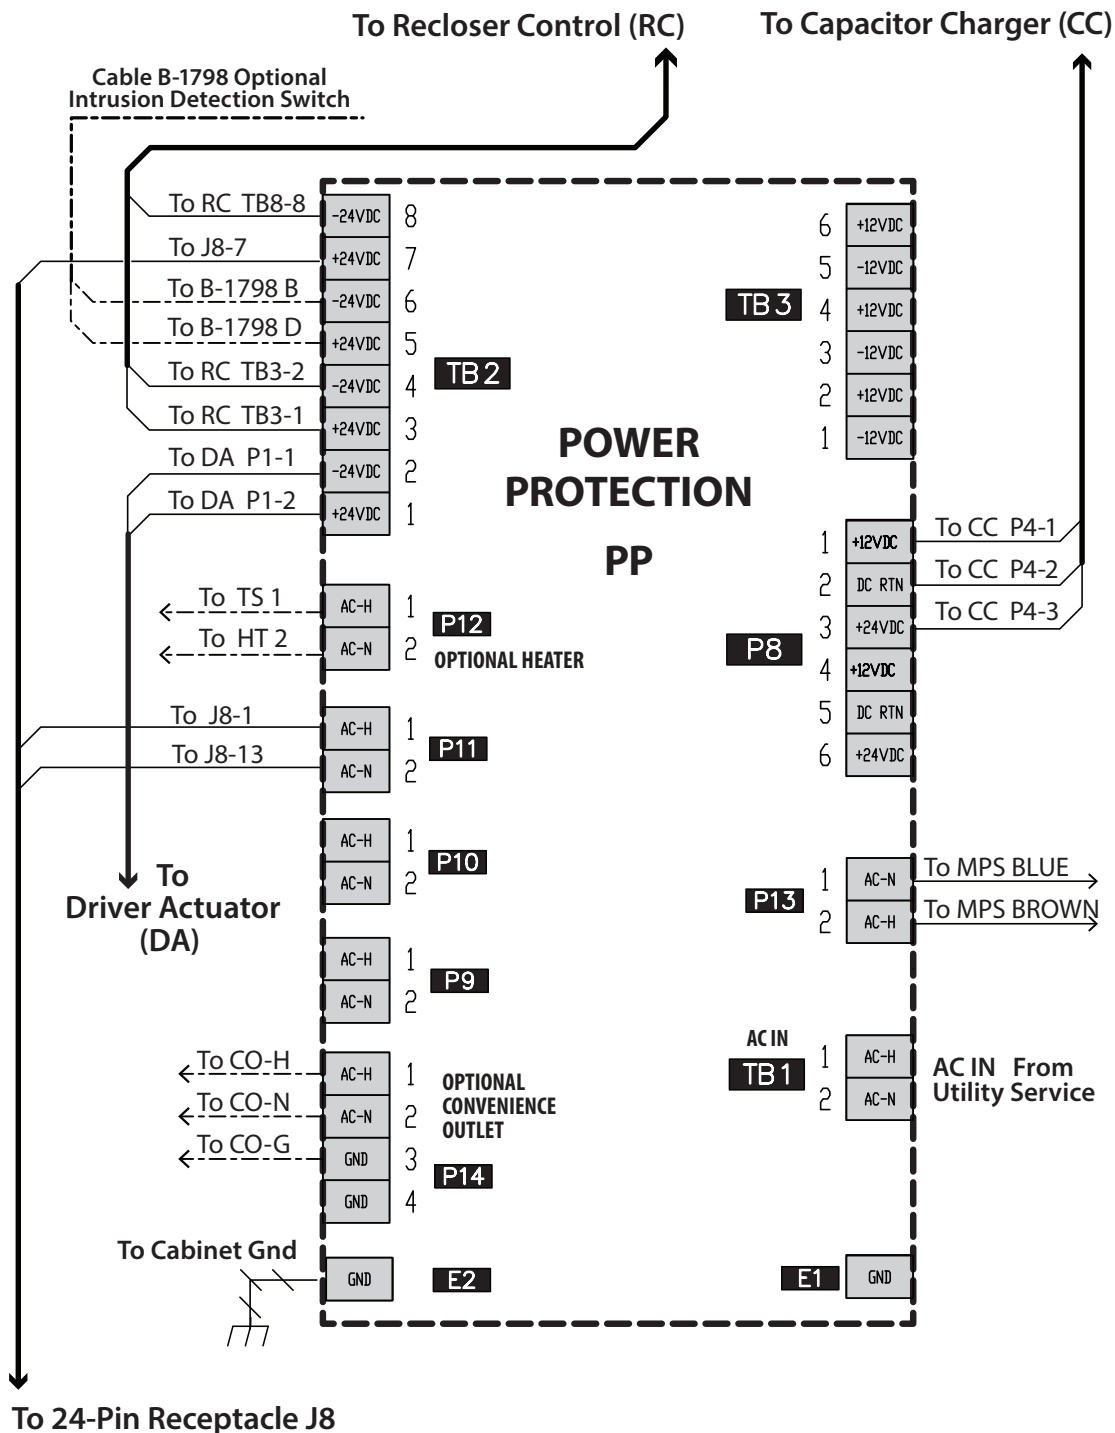 To Recloser Control (RC)
To Capacitor Charger (CC)
Cable B-1798 Optional
Intrusion Detection Switch
To RC TB8-8
-24VDC
8
To J8-7
+24VDC
7
To B-1798 B
-24VDC
6
To B-1798 D
+24VDC
5
To RC TB3-2
-24VDC
4
To RC TB3-1
+24VDC
3
To DA P1-1
-24VDC
2
To DA P1-2
+24VDC
1
TB 2
6
+12VDC
5
-12VDC
TB 3
4
+12VDC
3
-12VDC
2
+12VDC
1
-12VDC
POWER
PROTECTION
PP
1
+12VDC
To CC P4-1
2
DC RTN
To CC P4-2
3
+24VDC
To CC P4-3
P8
4
+12VDC
5
DC RTN
6
+24VDC
To TS 1
AC-H
1
P12
To HT 2
AC-N
2
OPTIONAL HEATER
To J8-1
AC-H
1
P11
To J8-13
AC-N
2
AC-H
1
P10
AC-N
2
To
Driver Actuator
(DA)
1
AC-N
To MPS BLUE
P13
2
AC-H
To MPS BROWN
AC-H
1
P9
AC-N
2
AC IN
TB 1
1
AC-H
2
AC-N
AC IN From
Utility Service
To CO-H
AC-H
1
OPTIONAL
CONVENIENCE
OUTLET
To CO-N
AC-N
2
To CO-G
GND
3
P14
GND
4
To Cabinet Gnd
GND
E2
E1
GND
To 24-Pin Receptacle J8